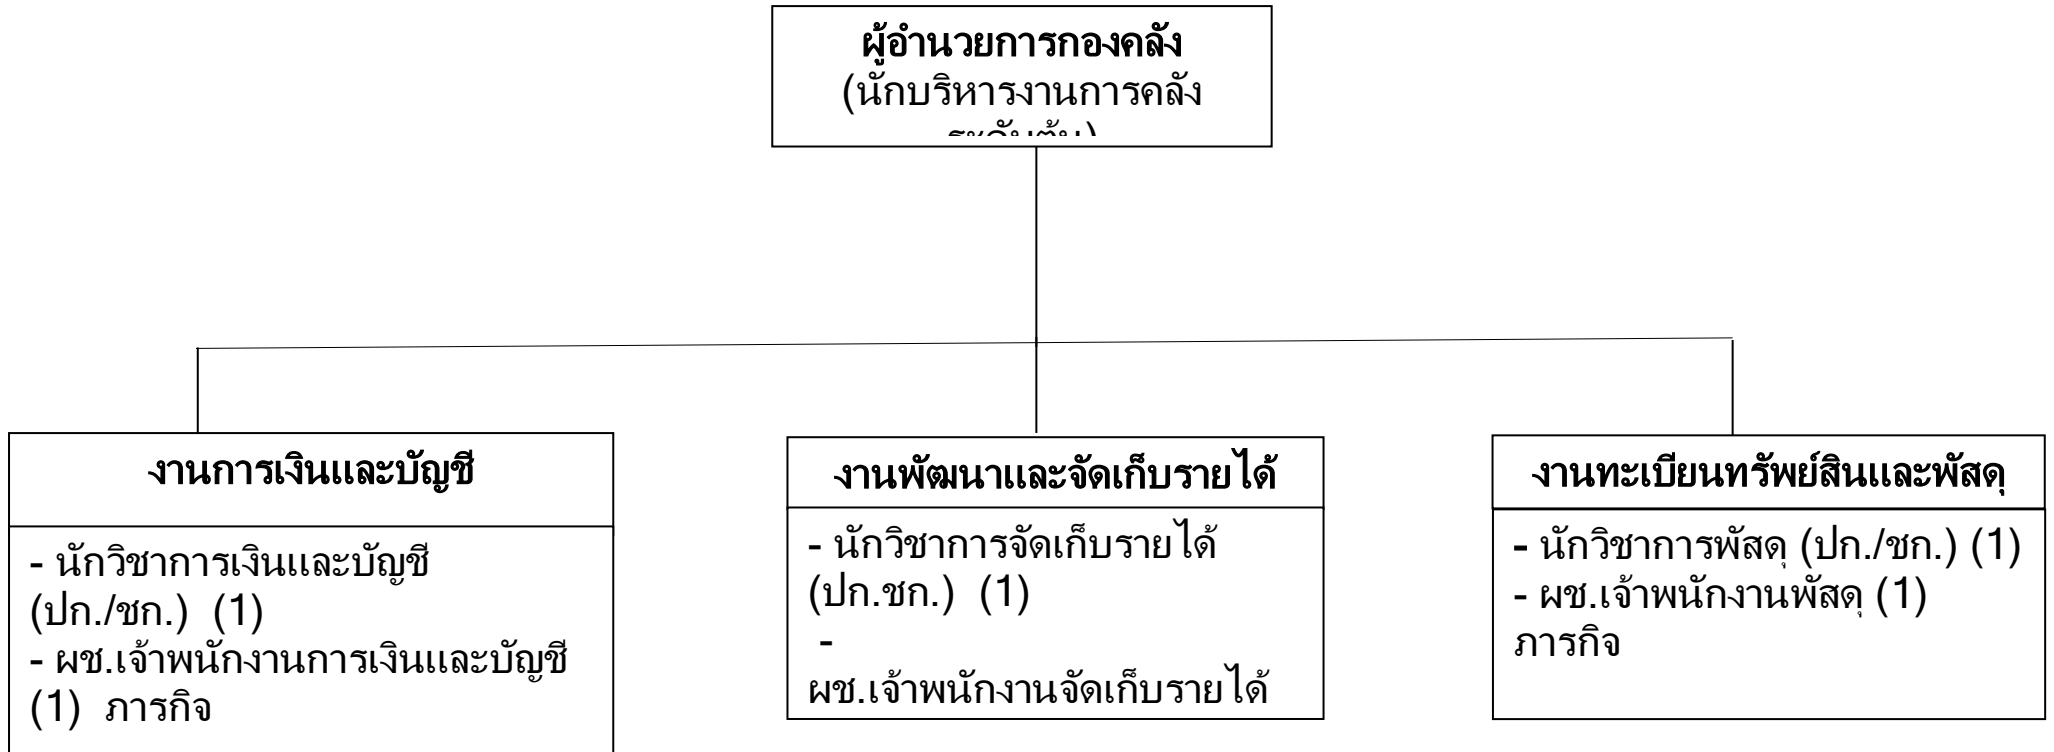 ผู้อำนวยการกองคลัง
(นักบริหารงานการคลัง
ระดับต้น)
งานการเงินและบัญชี
- นักวิชาการเงินและบัญชี
(ปก./ชก.) (1)
- ผช.เจ้าพนักงานการเงินและบัญชี
(1) ภารกิจ
งานพัฒนาและจัดเก็บรายได้
- นักวิชาการจัดเก็บรายได้
(ปก.ชก.) (1)
-
ผช.เจ้าพนักงานจัดเก็บรายได้
งานทะเบียนทรัพย์สินและพัสดุ
- นักวิชาการพัสดุ (ปก./ชก.) (1)
- ผช.เจ้าพนักงานพัสดุ (1)
ภารกิจ